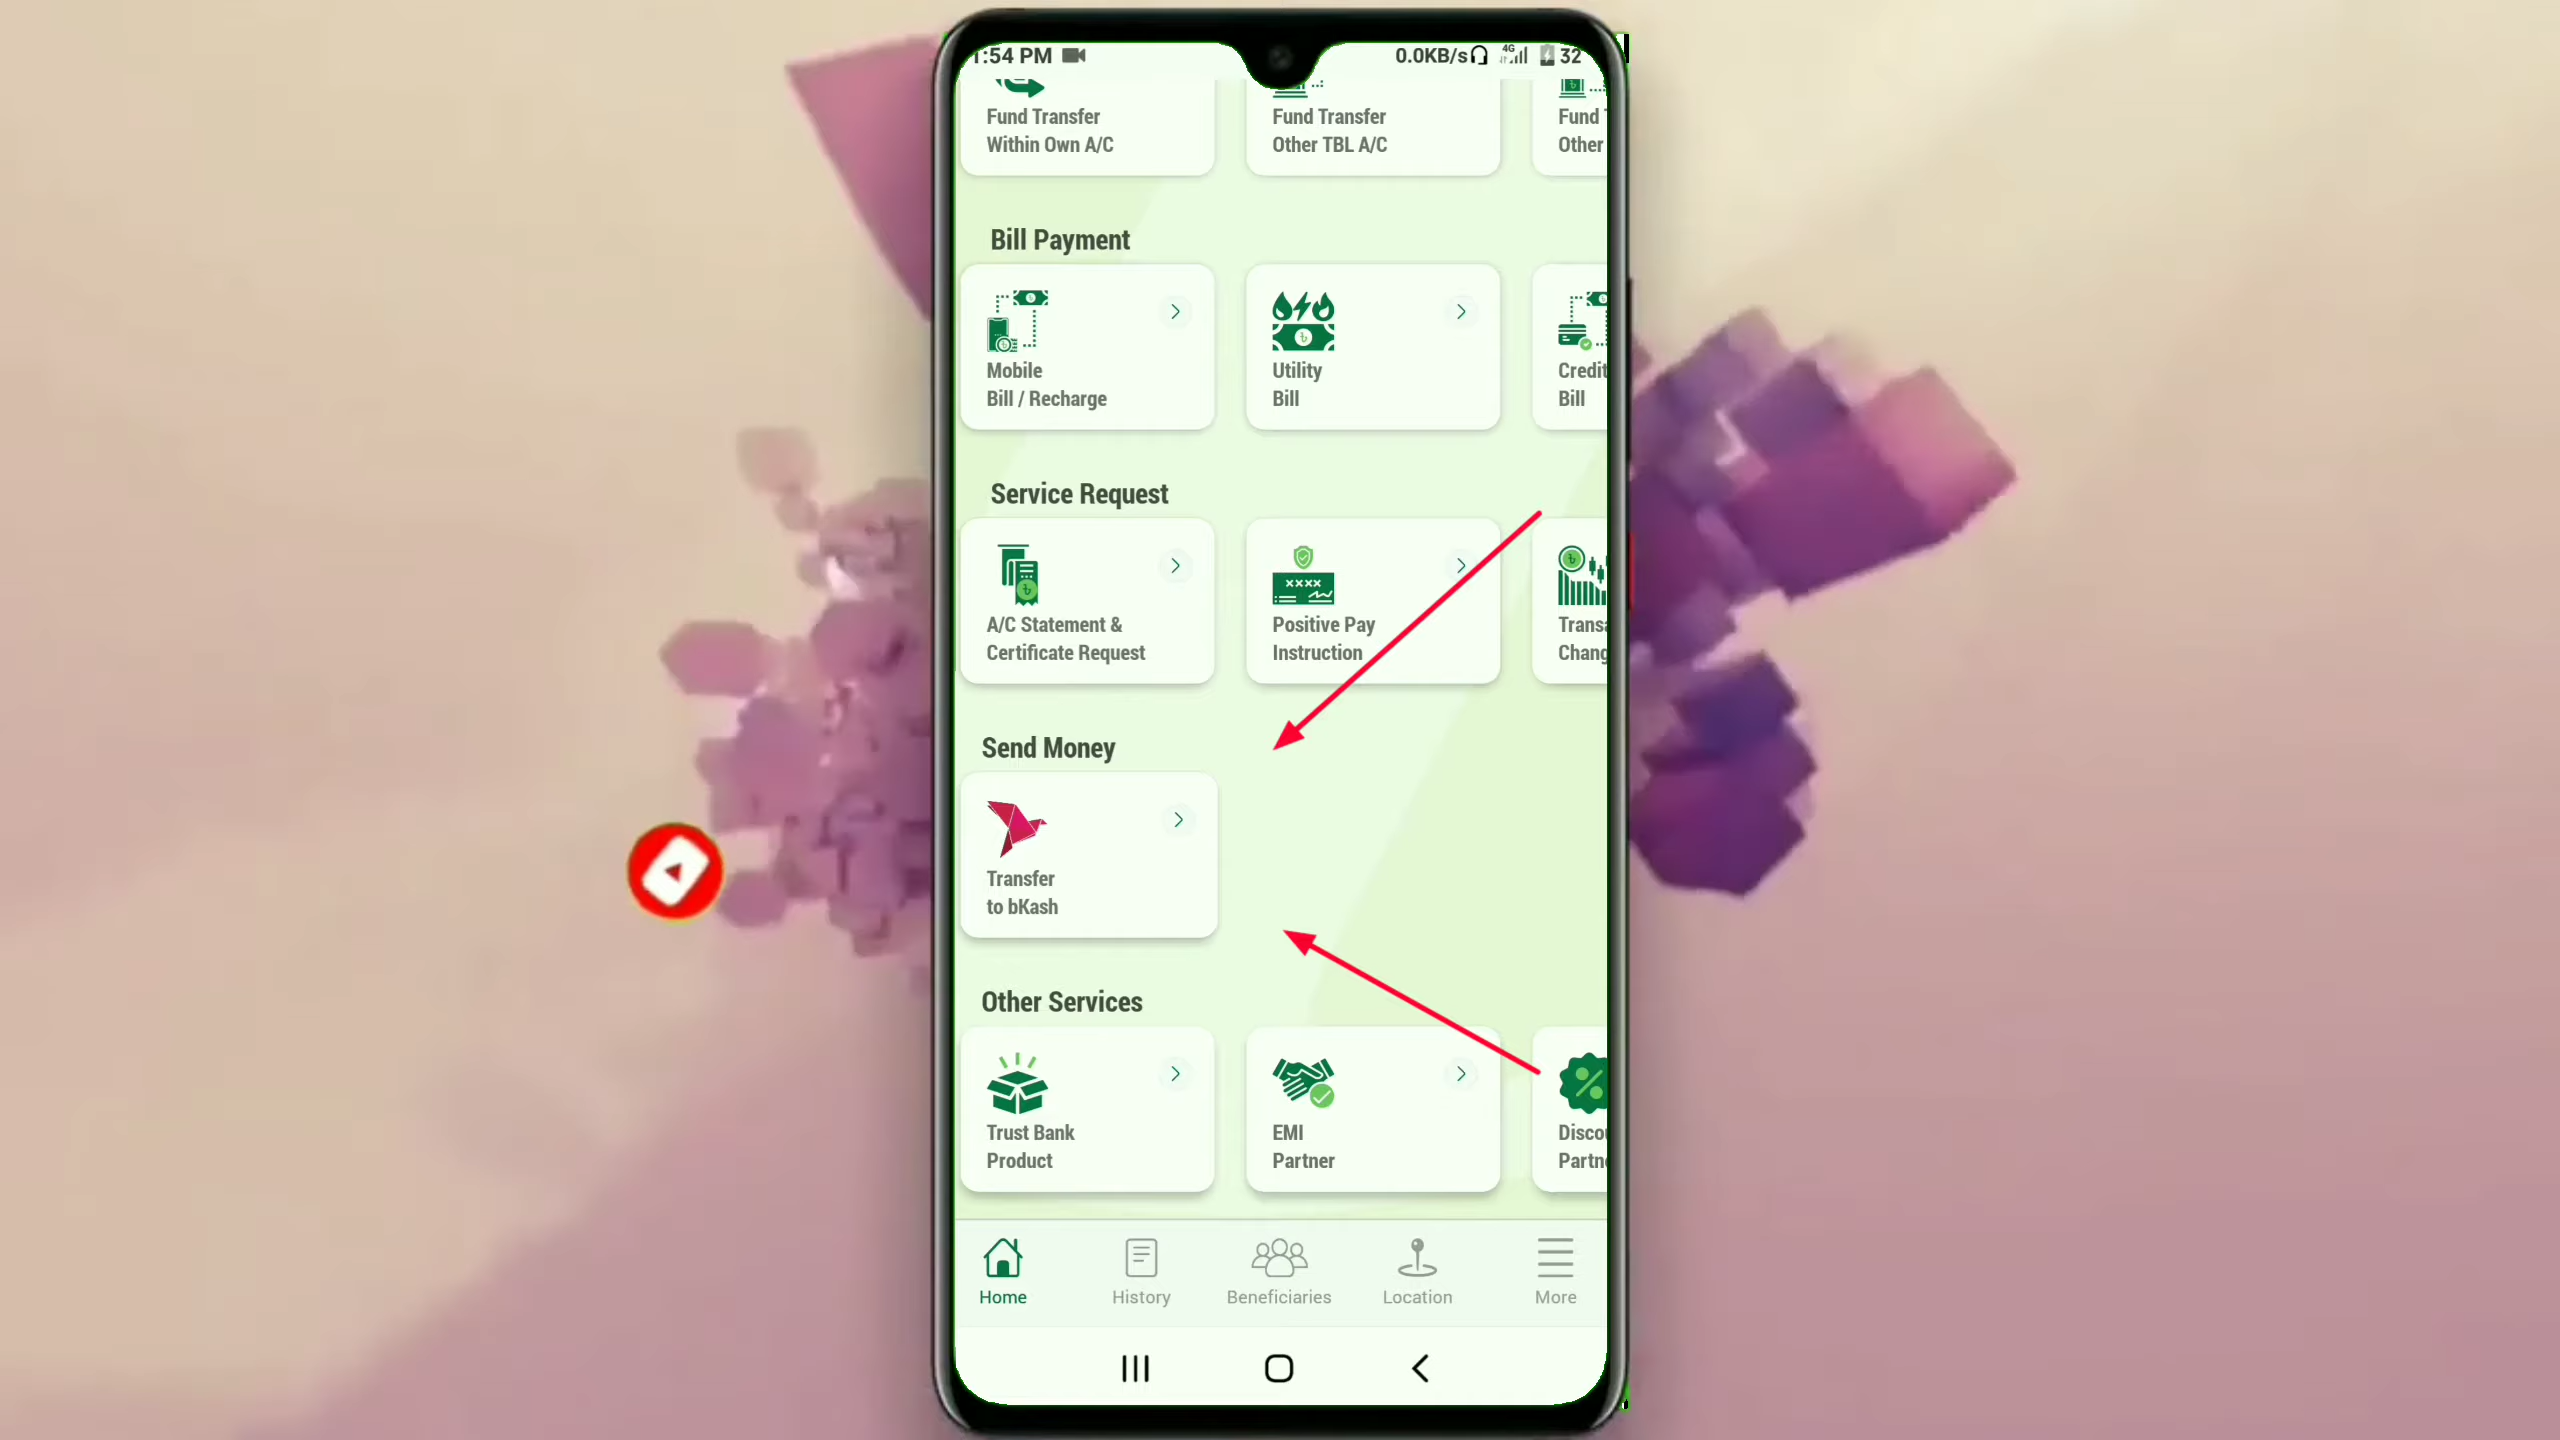 1:54 PM
0.0KB/s 4G 32
Fund Transfer
Within Own A/C
Fund Transfer
Other TBL A/C
Fund
Other
Bill Payment
Mobile
Bill / Recharge
Utility
Bill
Credit
Bill
Service Request
A/C Statement &
Certificate Request
Positive Pay
Instruction
Transa
Chang
Send Money
Transfer
to bKash
Other Services
Trust Bank
Product
EMI
Partner
Disco
Partn
Home
History
Beneficiaries
Location
More